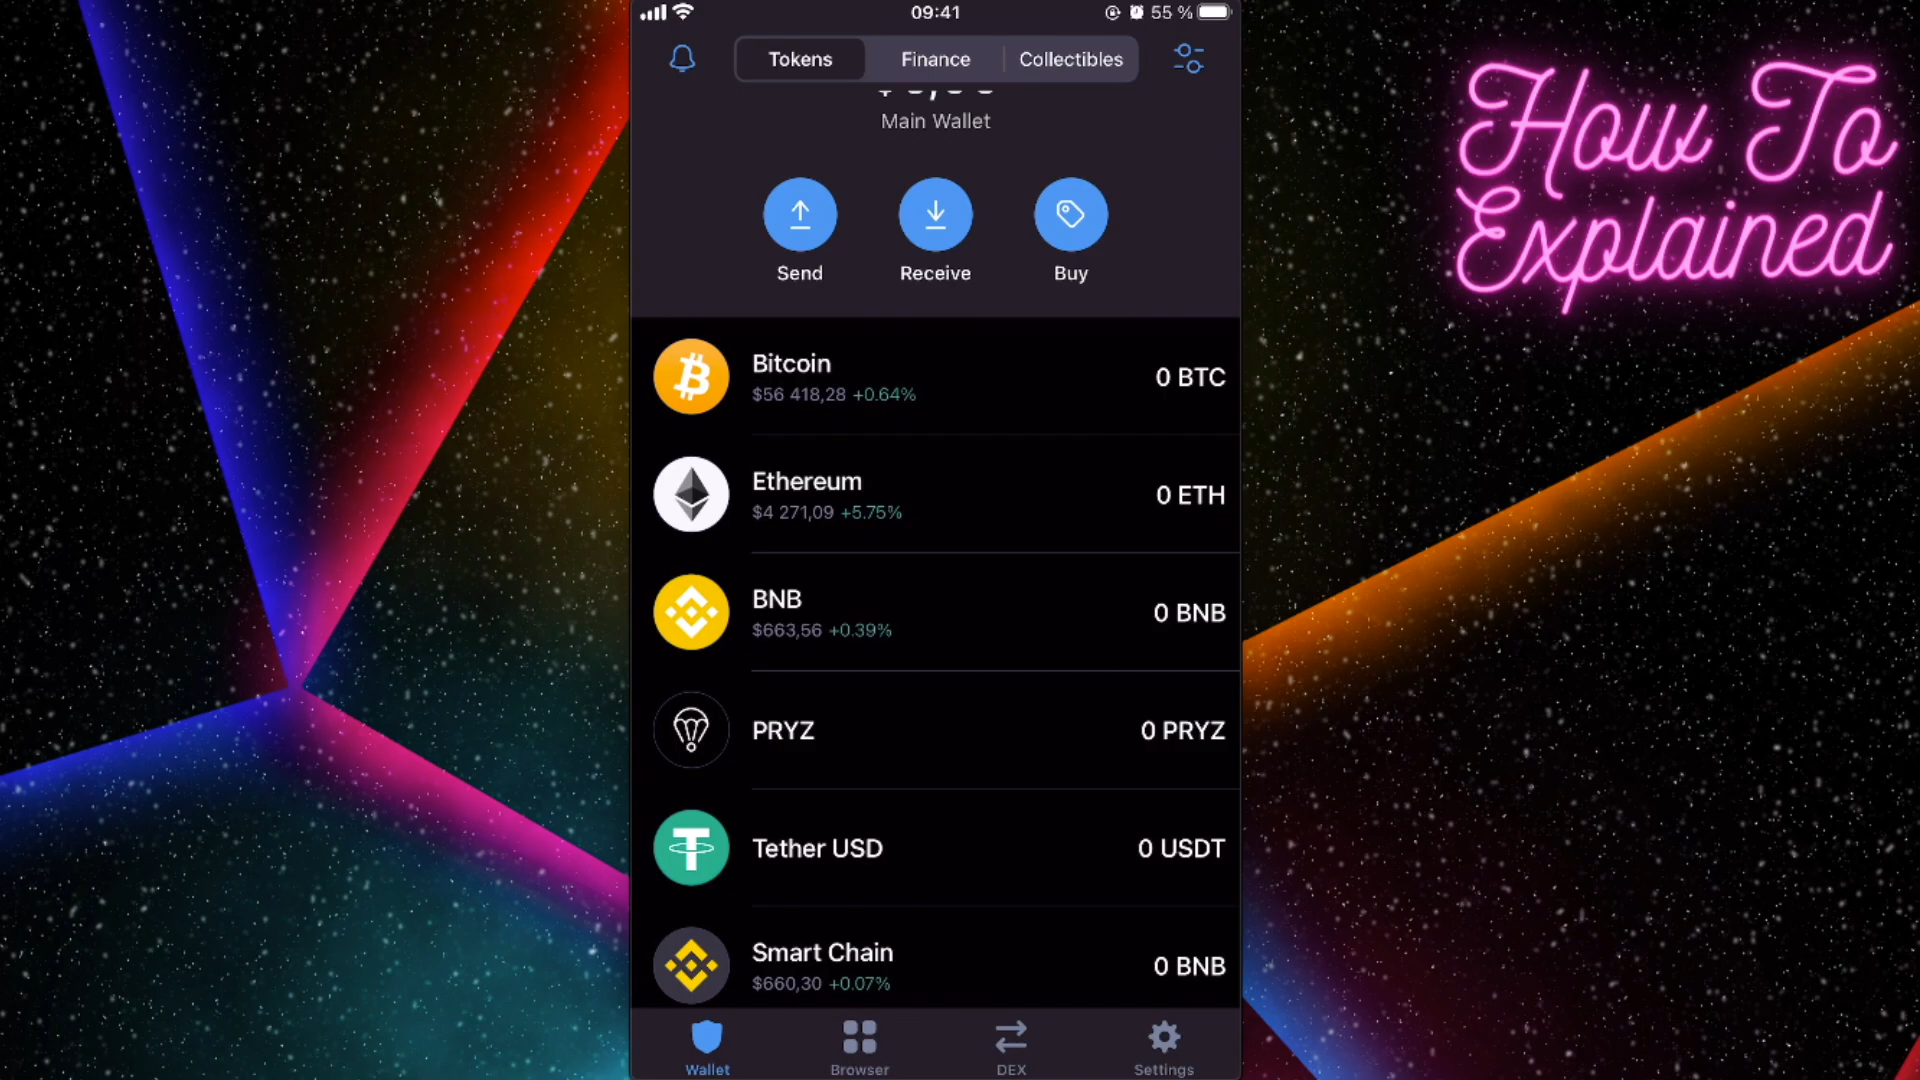 09:41
55 %
Tokens
Finance
Collectibles
Main Wallet
Send
Receive
Buy
How To
Explained
Bitcoin
$56 418,28 +0.64%
0 BTC
Ethereum
$4 271,09 +5.75%
0 ETH
BNB
$663,56 +0.39%
0 BNB
PRYZ
0 PRYZ
Tether USD
0 USDT
Smart Chain
$660,30 +0.07%
0 BNB
Wallet
Browser
DEX
Settings